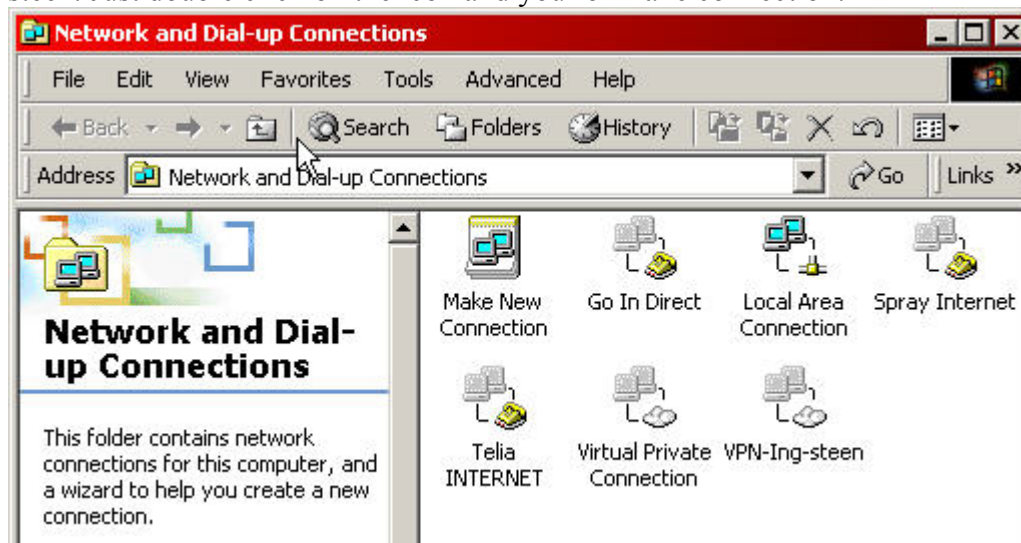 Network and Dial-up Connections
File Edit View Favorites Tools Advanced Help
Back Search Folders History
Address Network and Dial-up Connections Go Links »
Network and Dial-
up Connections
This folder contains network
connections for this computer, and
a wizard to help you create a new
connection.
Make New
Connection
Go In Direct
Local Area
Connection
Spray Internet
Telia
INTERNET
Virtual Private
Connection
VPN-Ing-steen